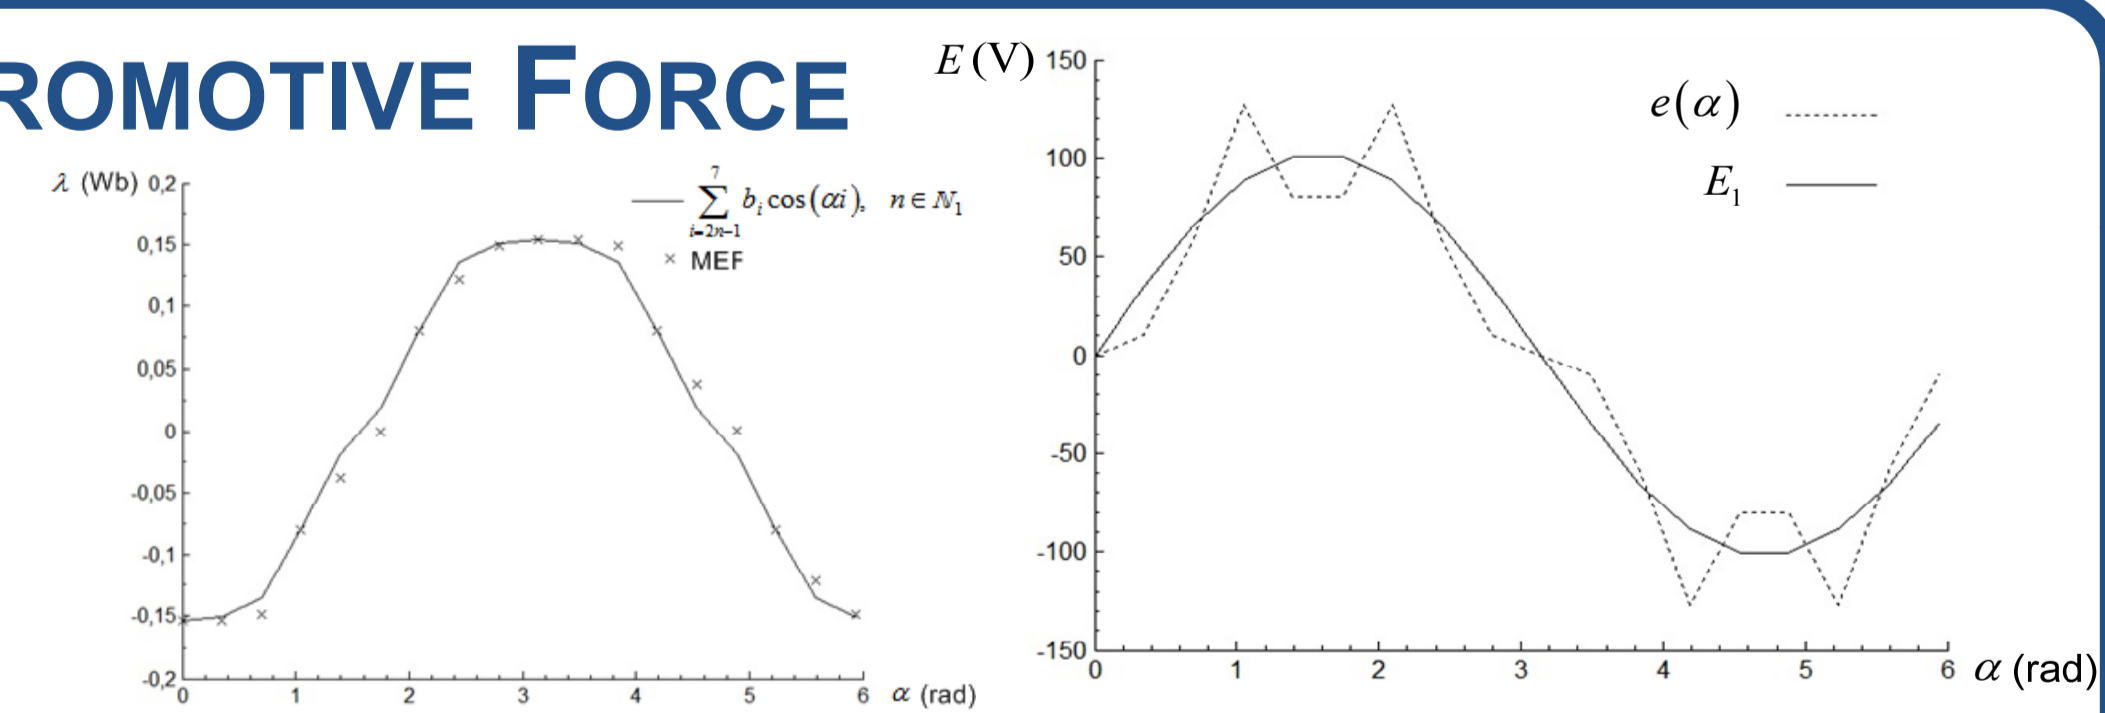 ROMOTIVE FORCE
λ (Wb)
0,2
0,15
0,1
0,05
0
-0,05
-0,1
-0,15
-0,2
0 1 2 3 4 5 6 α (rad)
7
∑ b_i cos(αi), n ∈ ℕ_1
i=2n-1
× MEF
E (V)
150
100
50
0
-50
-100
-150
0 1 2 3 4 5 6 α (rad)
e(α)
E_1